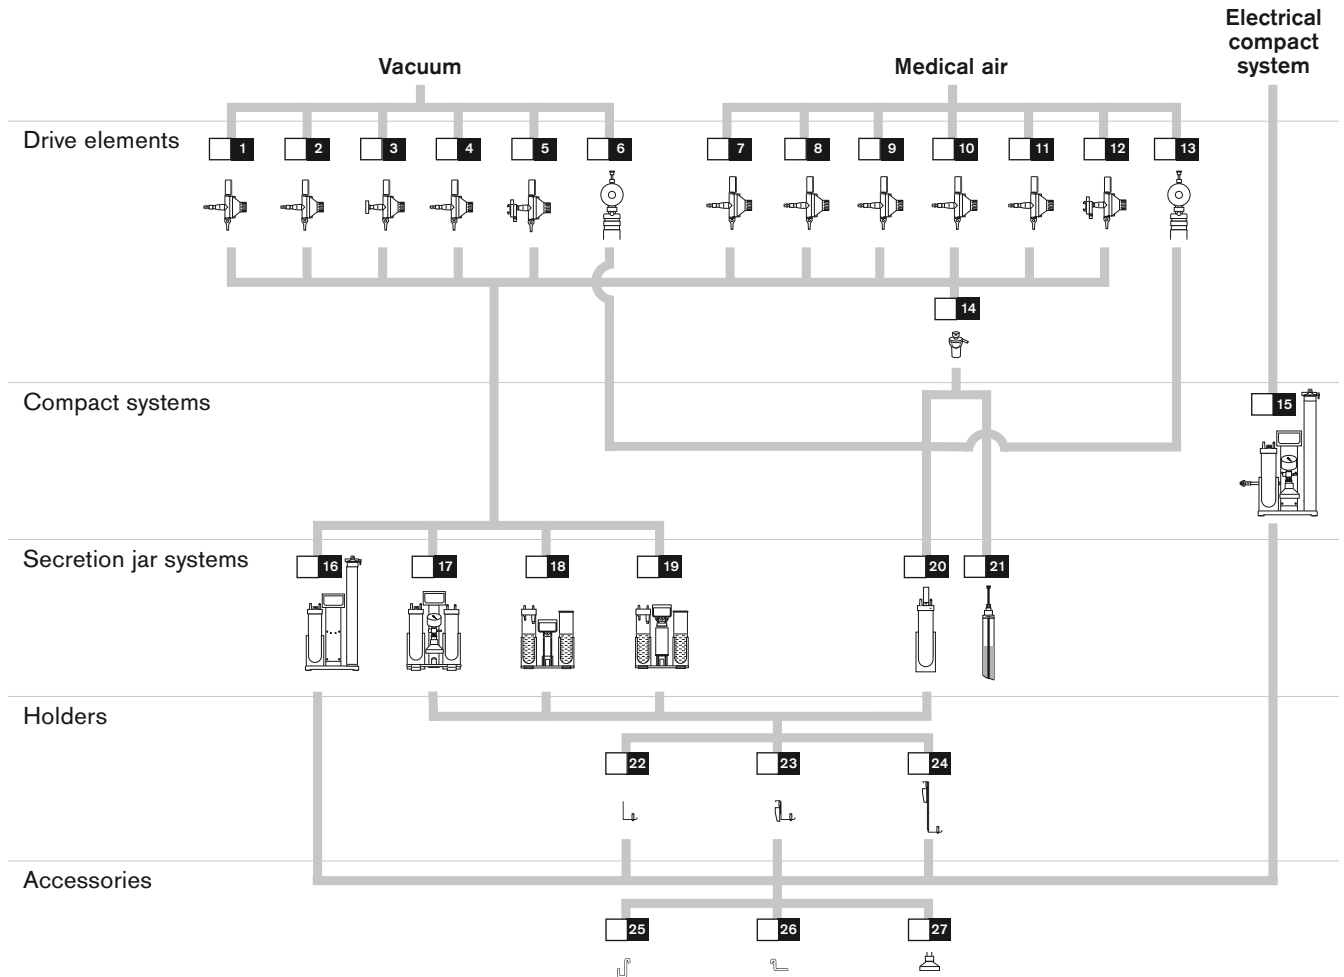 Electrical
compact
system
Vacuum
Medical air
Drive elements
1 2 3 4 5 6 7 8 9 10 11 12 13
14
Compact systems
15
Secretion jar systems
16 17 18 19 20 21
Holders
22 23 24
Accessories
25 26 27